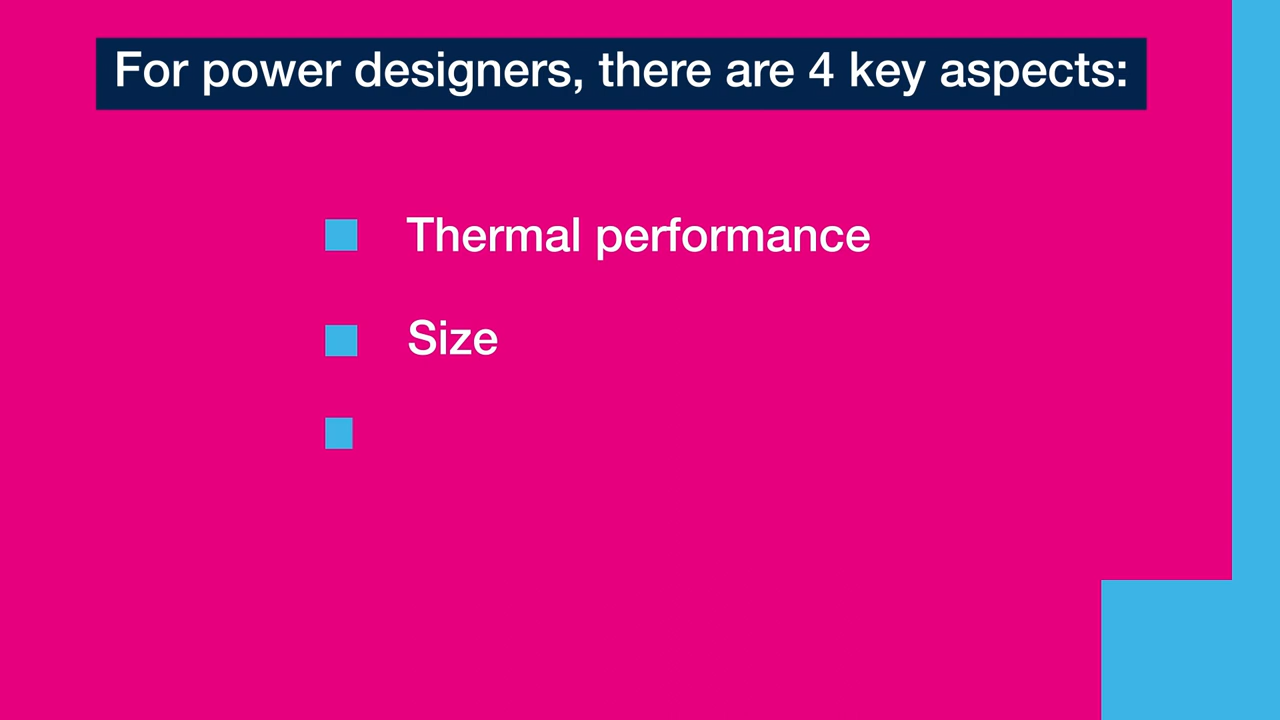 For power designers, there are 4 key aspects:
Thermal performance
Size